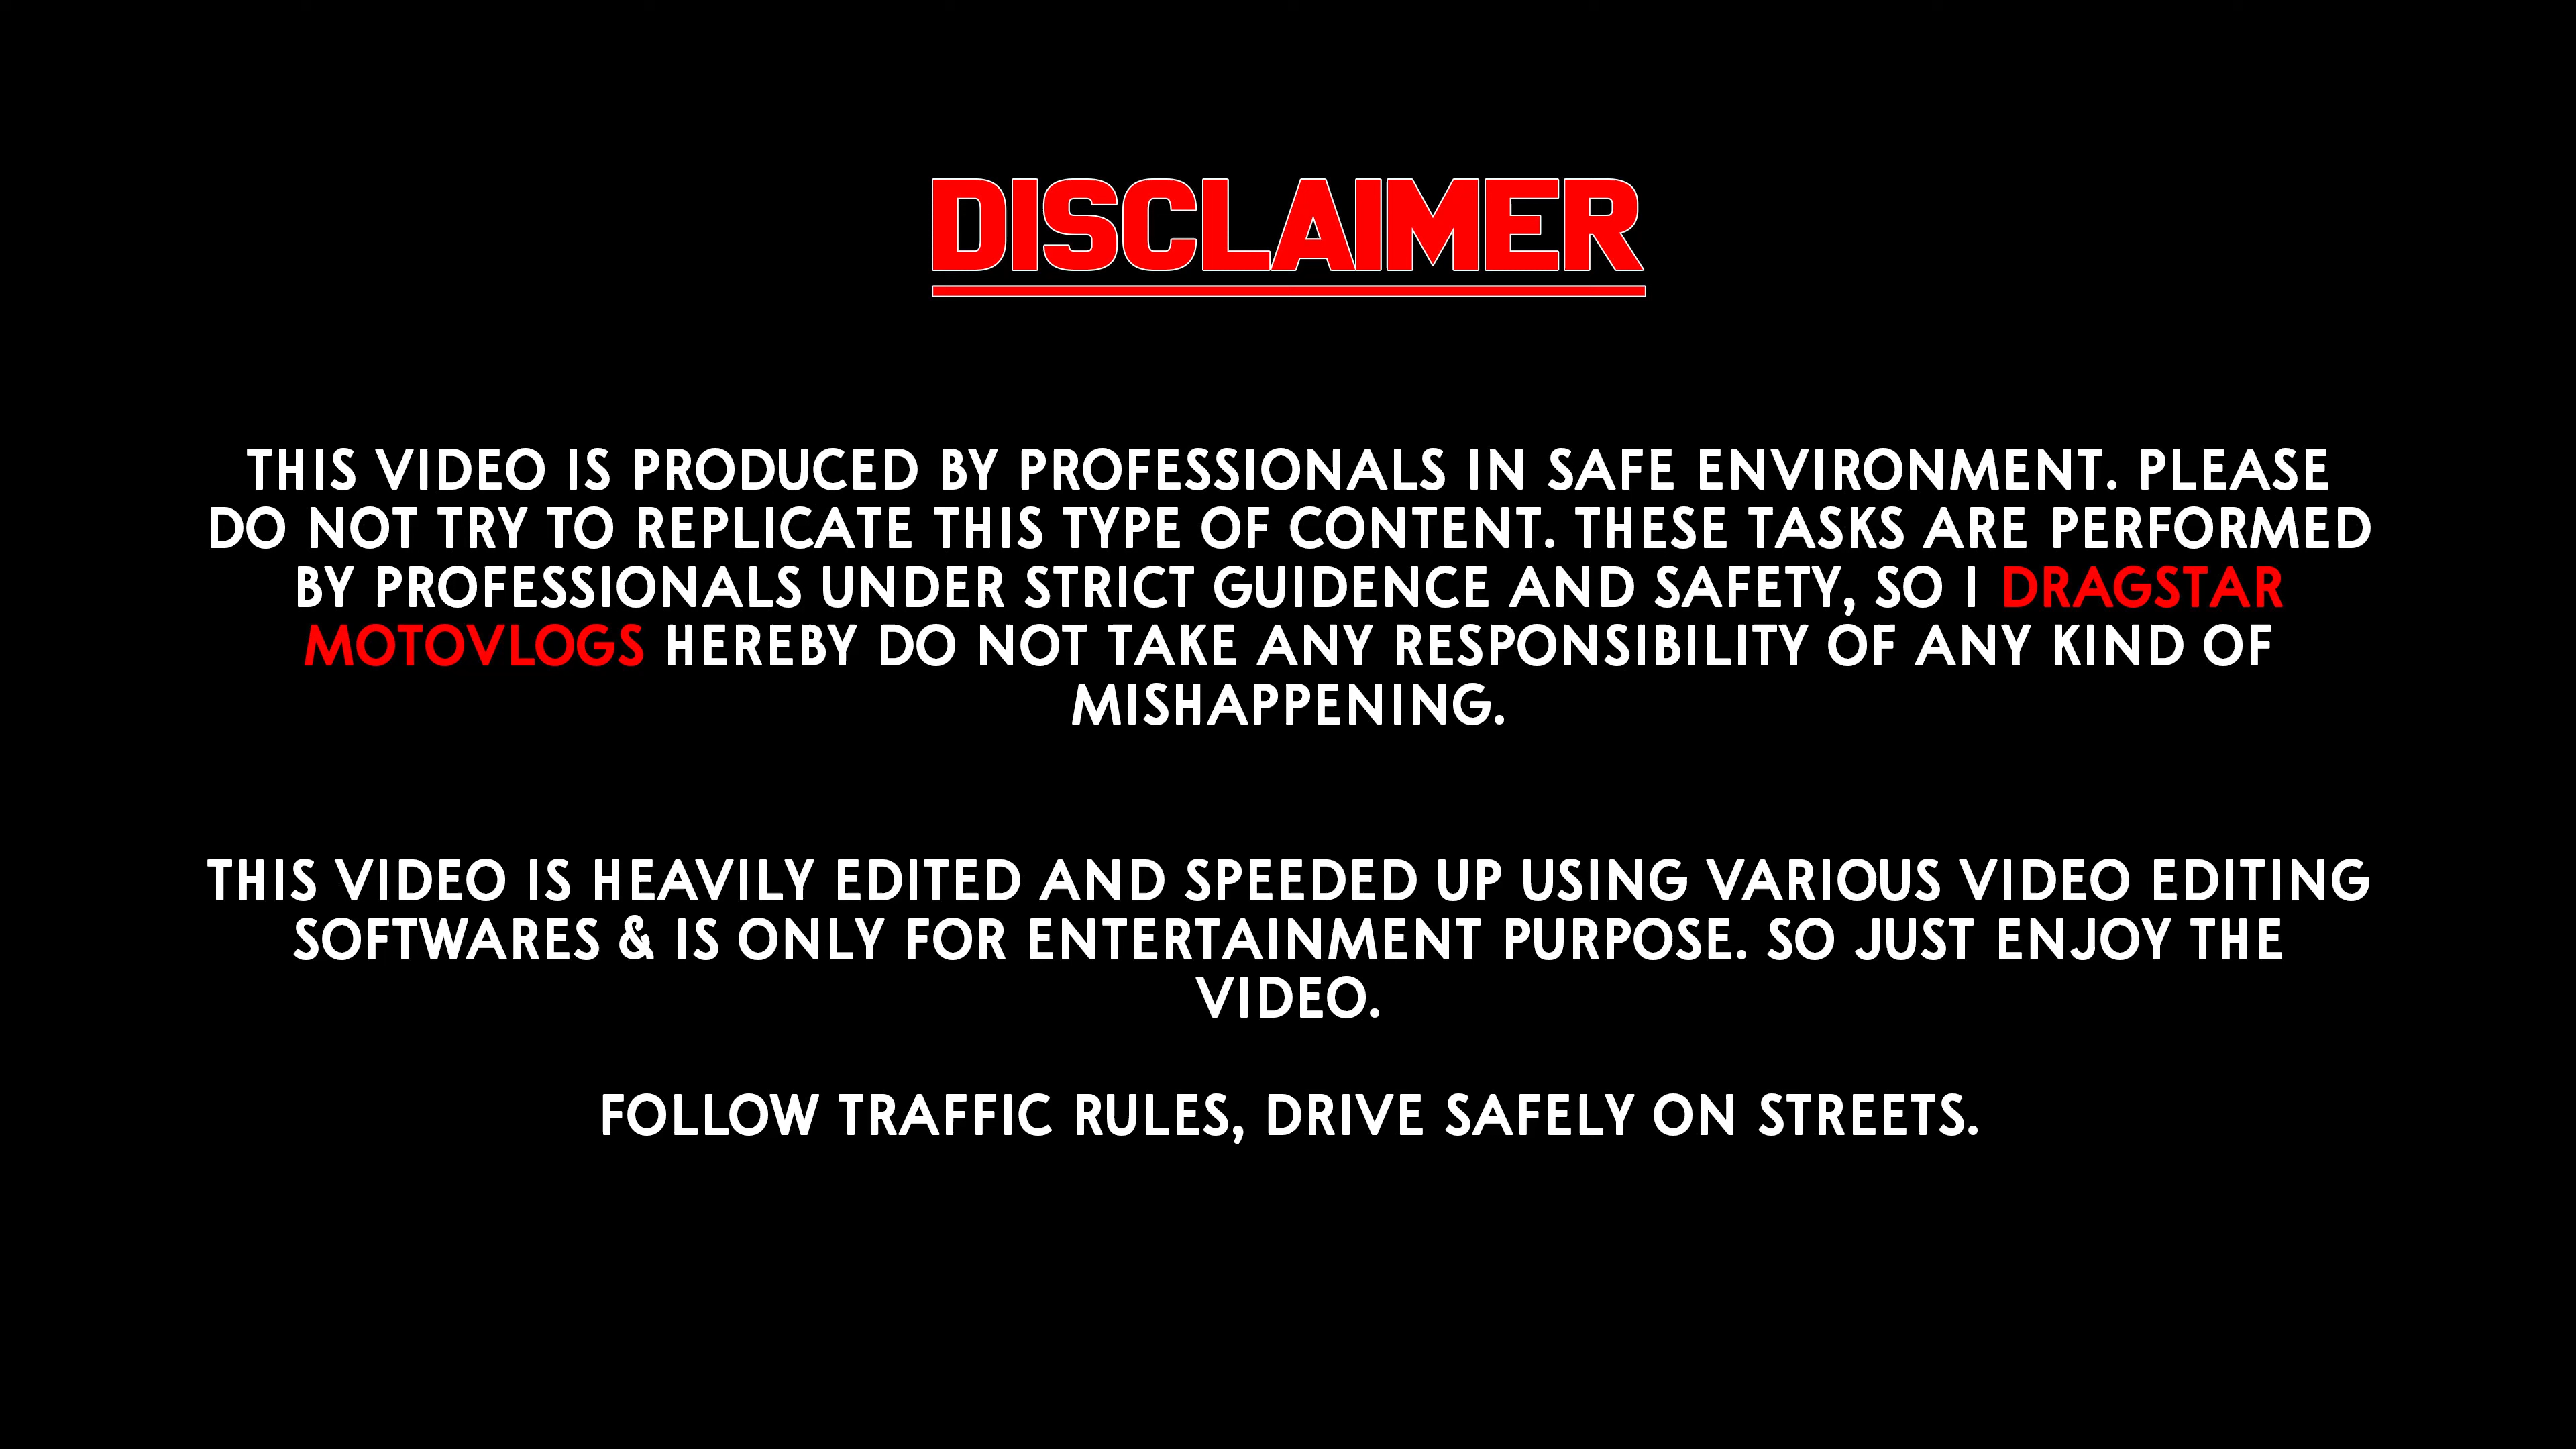 DISCLAIMER
THIS VIDEO IS PRODUCED BY PROFESSIONALS IN SAFE ENVIRONMENT. PLEASE
DO NOT TRY TO REPLICATE THIS TYPE OF CONTENT. THESE TASKS ARE PERFORMED
BY PROFESSIONALS UNDER STRICT GUIDENCE AND SAFETY, SO I DRAGSTAR
MOTOVLOGS HEREBY DO NOT TAKE ANY RESPONSIBILITY OF ANY KIND OF
MISHAPPENING.
THIS VIDEO IS HEAVILY EDITED AND SPEEDED UP USING VARIOUS VIDEO EDITING
SOFTWARES & IS ONLY FOR ENTERTAINMENT PURPOSE. SO JUST ENJOY THE
VIDEO.
FOLLOW TRAFFIC RULES, DRIVE SAFELY ON STREETS.